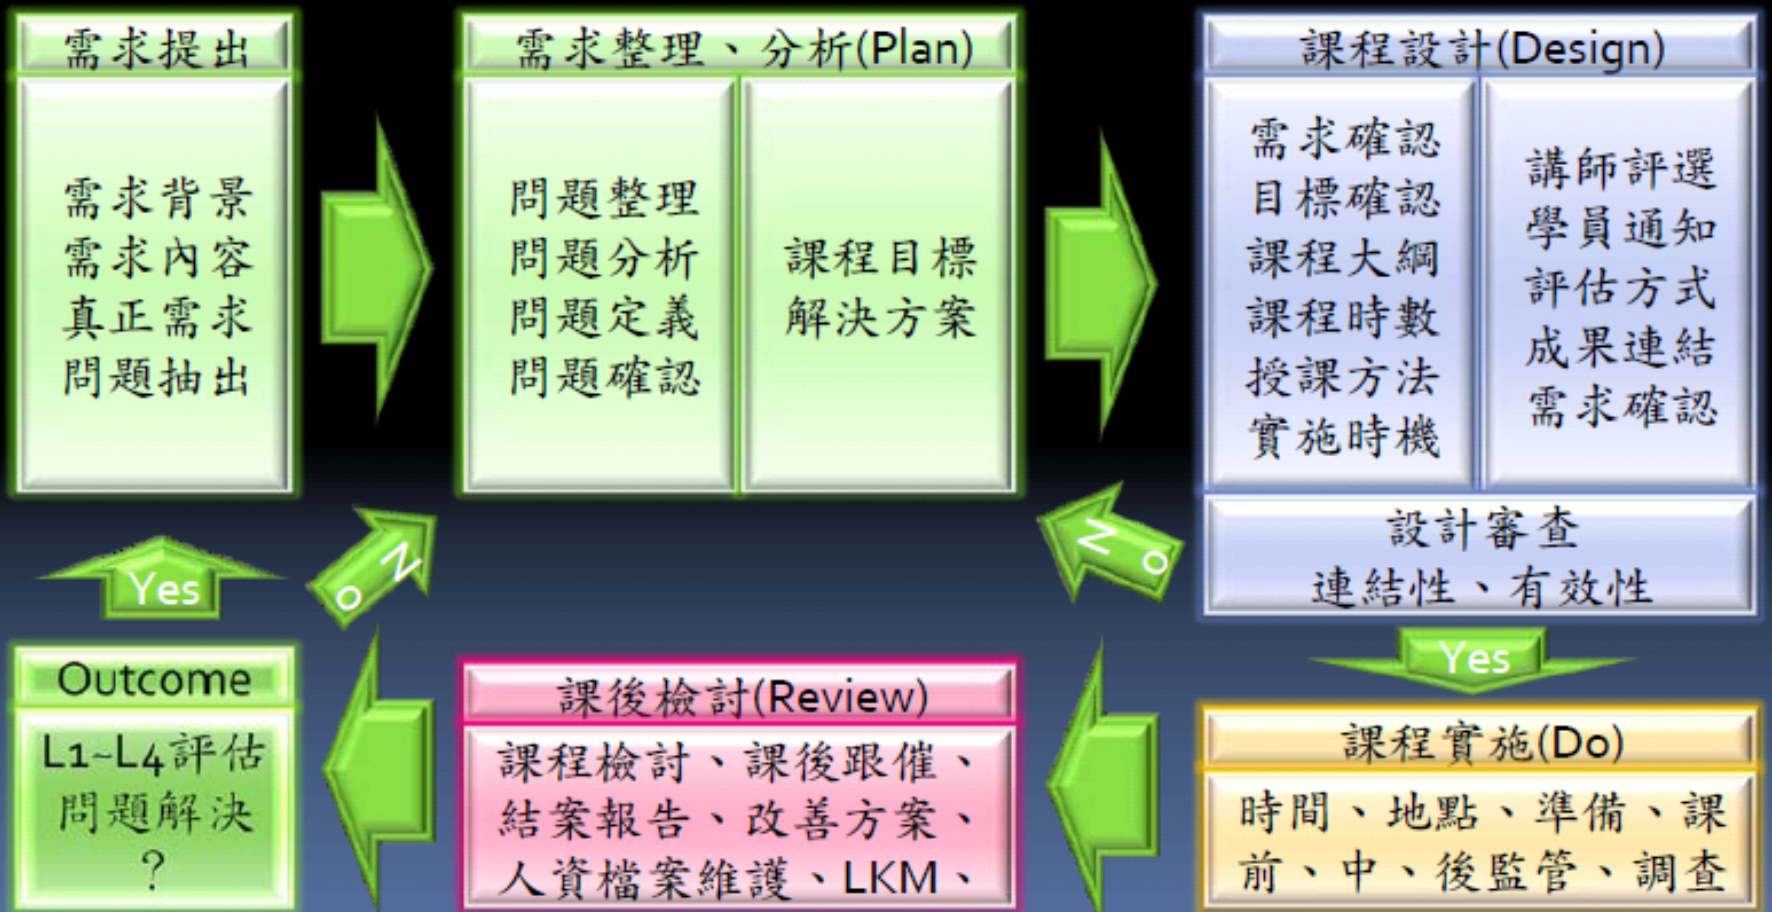 需求提出
需求背景
需求內容
真正需求
問題抽出
需求整理、分析(Plan)
問題整理
問題分析
問題定義
問題確認
課程目標
解決方案
課程設計(Design)
需求確認
目標確認
課程大綱
課程時數
授課方法
實施時機
講師評選
學員通知
評估方式
成果連結
需求確認
設計審查
連結性、有效性
No
Yes
課程實施(Do)
時間、地點、準備、課
前、中、後監管、調查
課後檢討(Review)
課程檢討、課後跟催、
結案報告、改善方案、
人資檔案維護、LKM、
Outcome
L1~L4評估
問題解決
?
Yes
No